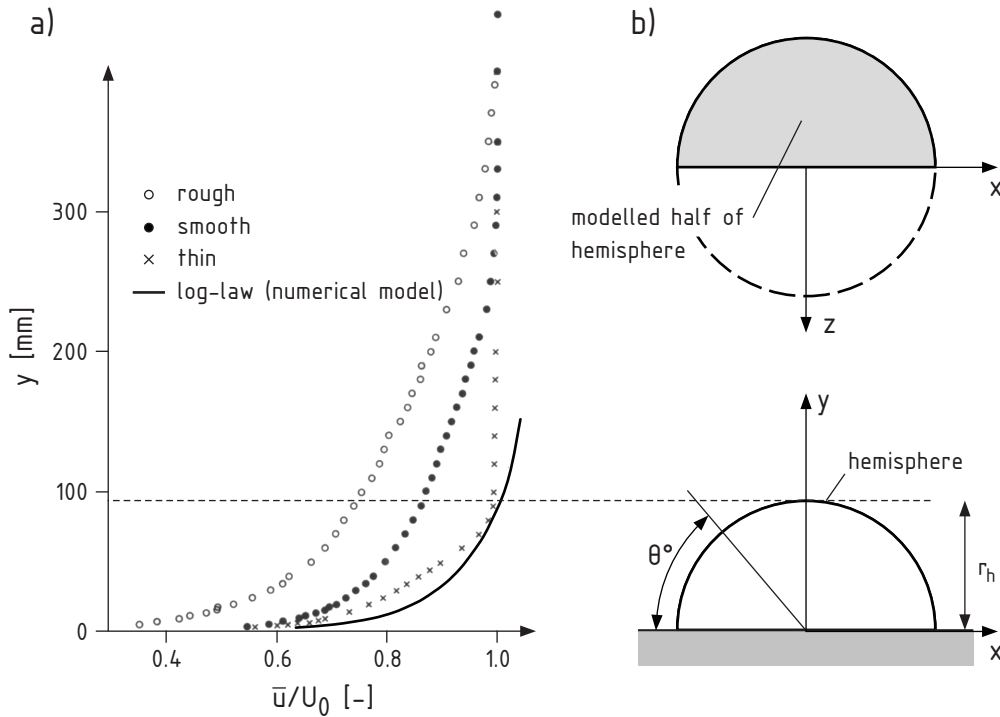 a)
y [mm]
300
200
100
0
rough
smooth
thin
log-law (numerical model)
0.4
0.6
0.8
1.0
u̅/U₀ [-]
b)
x
modelled half of
hemisphere
z
y
hemisphere
θ°
rₕ
x